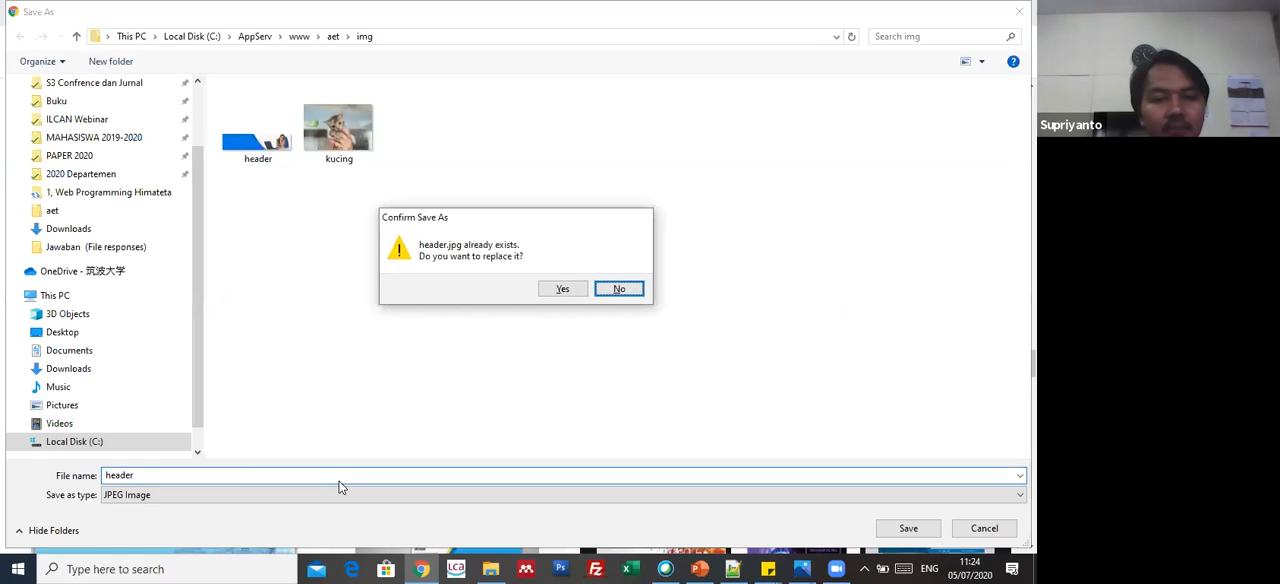 Save As
This PC > Local Disk (C:) > AppServ > www > aet > img
Search img
Organize
New folder
S3 Confrence dan Jurnal
Buku
ILCAN Webinar
MAHASISWA 2019-2020
PAPER 2020
2020 Departemen
1, Web Programming Himateta
aet
Downloads
Jawaban (File responses)
OneDrive - 筑波大学
This PC
3D Objects
Desktop
Documents
Downloads
Music
Pictures
Videos
Local Disk (C:)
header
kucing
Confirm Save As
header.jpg already exists.
Do you want to replace it?
Yes
No
File name: header
Save as type: JPEG Image
Hide Folders
Save
Cancel
Supriyanto
Type here to search
LCA
Ps
ENG
11:24
05/07/2020